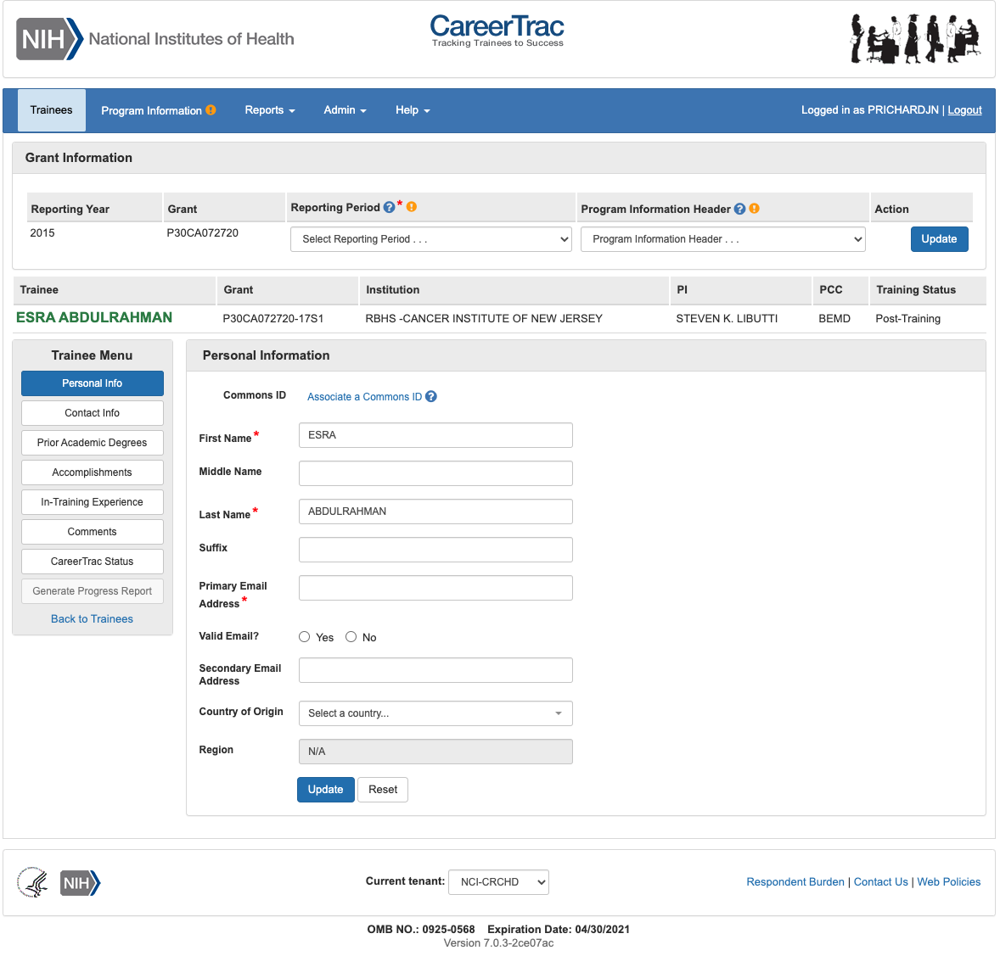 NIH National Institutes of Health
CareerTrac
Tracking Trainees to Success
Trainees Program Information Reports Admin Help Logged in as PRICHARDJN | Logout
Grant Information
Reporting Year Grant Reporting Period ? * ! Program Information Header ? ! Action
2015 P30CA072720 Select Reporting Period . . . Program Information Header . . . Update
Trainee Grant Institution PI PCC Training Status
ESRA ABDULRAHMAN P30CA072720-17S1 RBHS -CANCER INSTITUTE OF NEW JERSEY STEVEN K. LIBUTTI BEMD Post-Training
Trainee Menu
Personal Info
Contact Info
Prior Academic Degrees
Accomplishments
In-Training Experience
Comments
CareerTrac Status
Generate Progress Report
Back to Trainees
Personal Information
Commons ID Associate a Commons ID ?
First Name * ESRA
Middle Name
Last Name * ABDULRAHMAN
Suffix
Primary Email
Address *
Valid Email? Yes No
Secondary Email
Address
Country of Origin Select a country...
Region N/A
Update Reset
NIH
Current tenant: NCI-CRCHD
Respondent Burden | Contact Us | Web Policies
OMB NO.: 0925-0568 Expiration Date: 04/30/2021
Version 7.0.3-2ce07ac